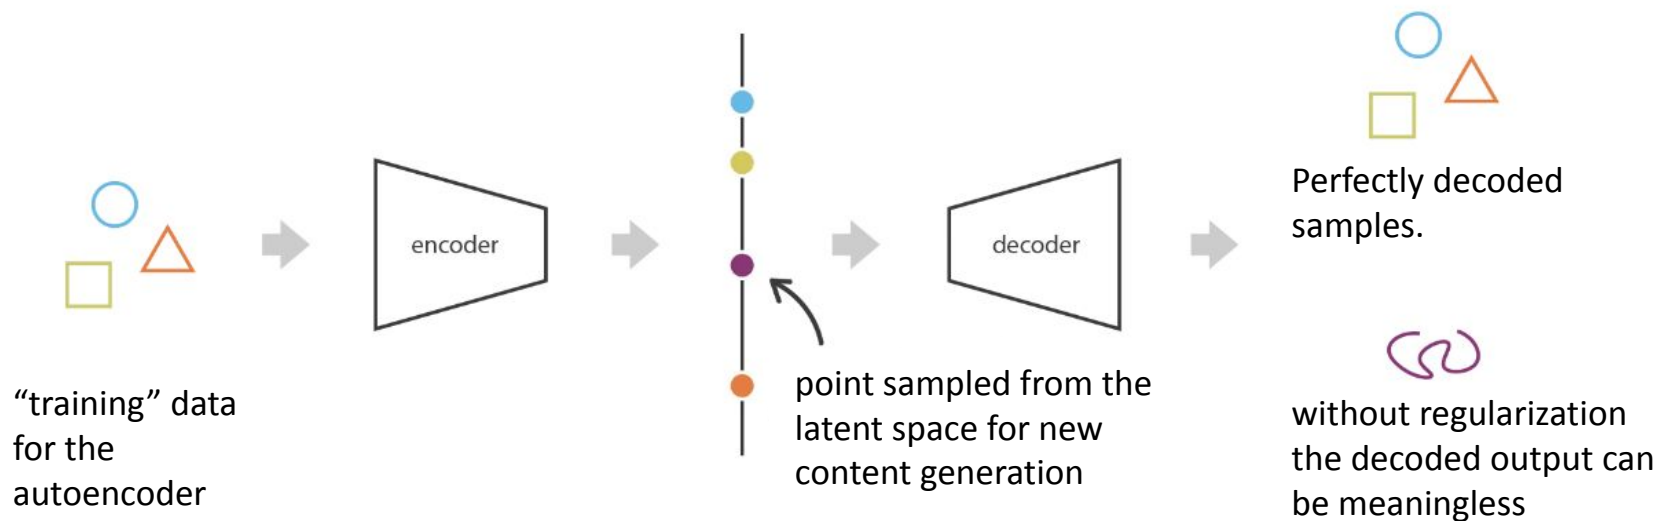 “training” data
for the
autoencoder
encoder
point sampled from the
latent space for new
content generation
decoder
Perfectly decoded
samples.
without regularization
the decoded output can
be meaningless